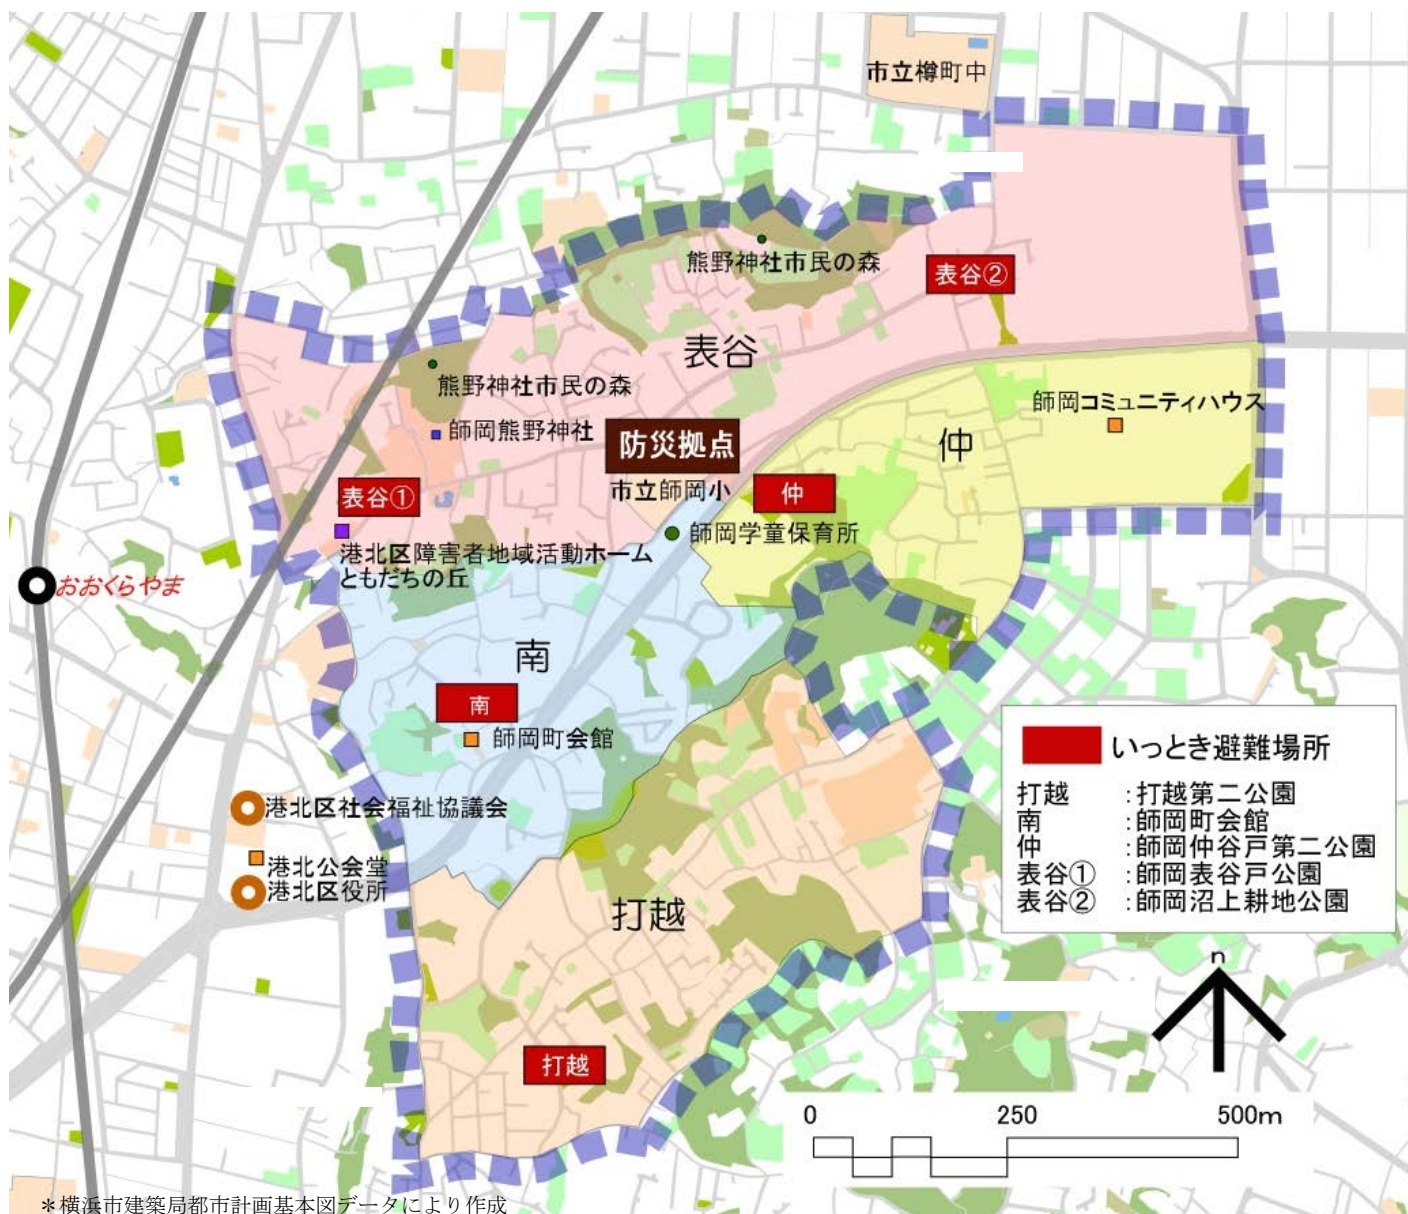 市立樽町中
熊野神社市民の森
表谷②
表谷
熊野神社市民の森
師岡コミュニティハウス
師岡熊野神社
防災拠点
仲
表谷①
市立師岡小
仲
師岡学童保育所
港北区障害者地域活動ホーム
ともだちの丘
おおくらやま
南
南
師岡町会館
いっとき避難場所
打越 :打越第二公園
南 :師岡町会館
仲 :師岡仲谷戸第二公園
表谷① :師岡表谷戸公園
表谷② :師岡沼上耕地公園
港北区社会福祉協議会
港北公会堂
港北区役所
打越
n
打越
0 250 500m
*横浜市建築局都市計画基本図データにより作成